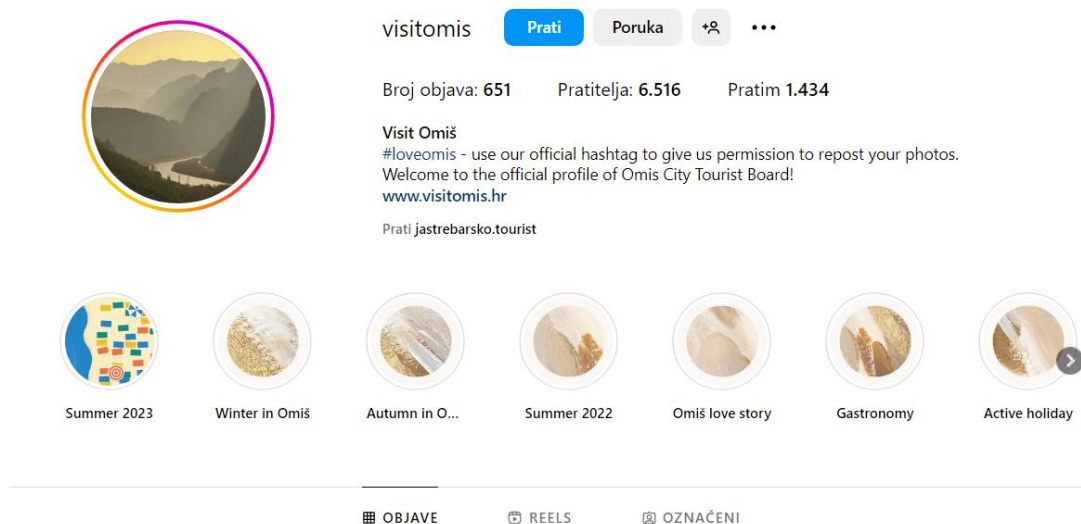 visitomis Prati Poruka
Broj objava: 651 Pratitelja: 6.516 Pratim 1.434
Visit Omiš
#loveomis - use our official hashtag to give us permission to repost your photos.
Welcome to the official profile of Omis City Tourist Board!
www.visitomis.hr
Prati jastrebarsko.tourist
Summer 2023 Winter in Omiš Autumn in O... Summer 2022 Omiš love story Gastronomy Active holiday
OBJAVE REELS OZNAČENI